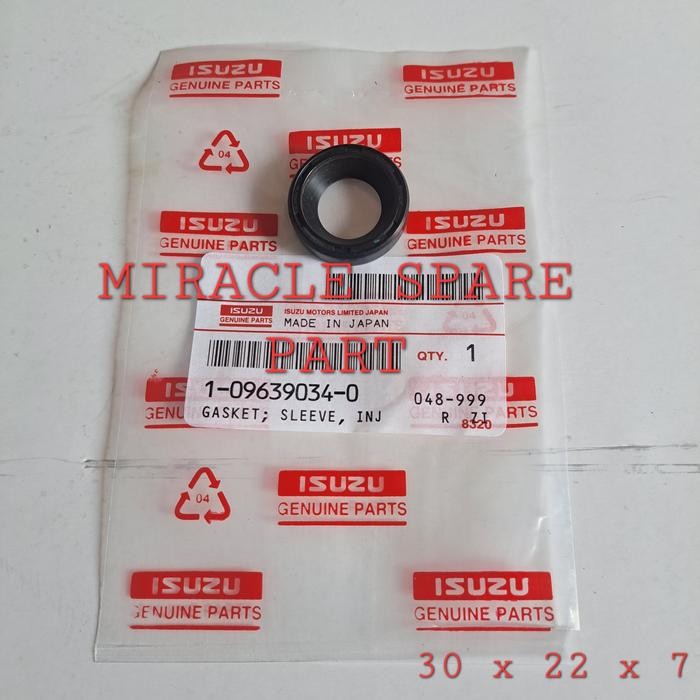 ISUZU
GENUINE PARTS
ISUZU
GENUINE PARTS
04
ISUZU
ISUZU
GENUINE PARTS
ISUZU
GENUINE PARTS
MIRACLE SPARE
PART
ISUZU
GENUINE PARTS
ISUZU MOTORS LIMITED JAPAN
MADE IN JAPAN
QTY. 1
1-09639034-0
048-999
GASKET; SLEEVE, INJ
R ZI
8320
04
ISUZU
GENUINE PARTS
ISUZU
GENUINE PARTS
ISUZU
GENUINE PARTS
30 x 22 x 7